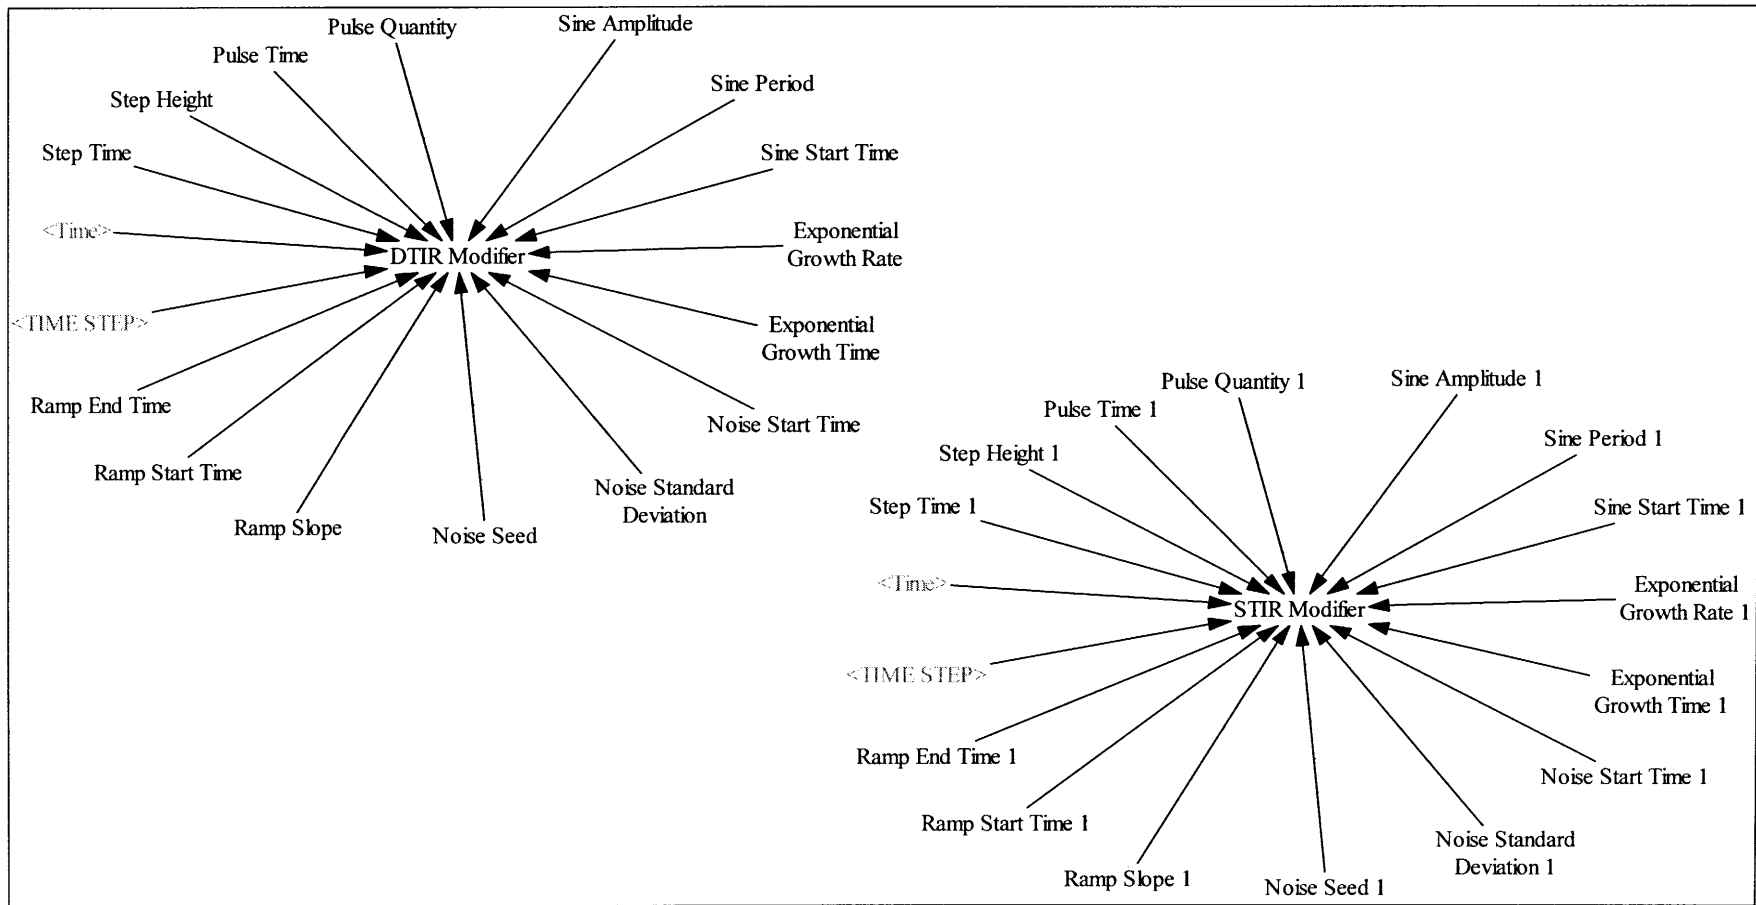 Pulse Quantity
Sine Amplitude
Pulse Time
Sine Period
Step Height
Step Time
Sine Start Time
<Time>
Exponential
Growth Rate
DTIR Modifier
<TIME STEP>
Exponential
Growth Time
Ramp End Time
Noise Start Time
Ramp Start Time
Noise Standard
Deviation
Ramp Slope
Noise Seed
Pulse Quantity 1
Sine Amplitude 1
Pulse Time 1
Sine Period 1
Step Height 1
Step Time 1
Sine Start Time 1
<Time>
Exponential
Growth Rate 1
STIR Modifier
<TIME STEP>
Exponential
Growth Time 1
Ramp End Time 1
Noise Start Time 1
Ramp Start Time 1
Noise Standard
Deviation 1
Ramp Slope 1
Noise Seed 1